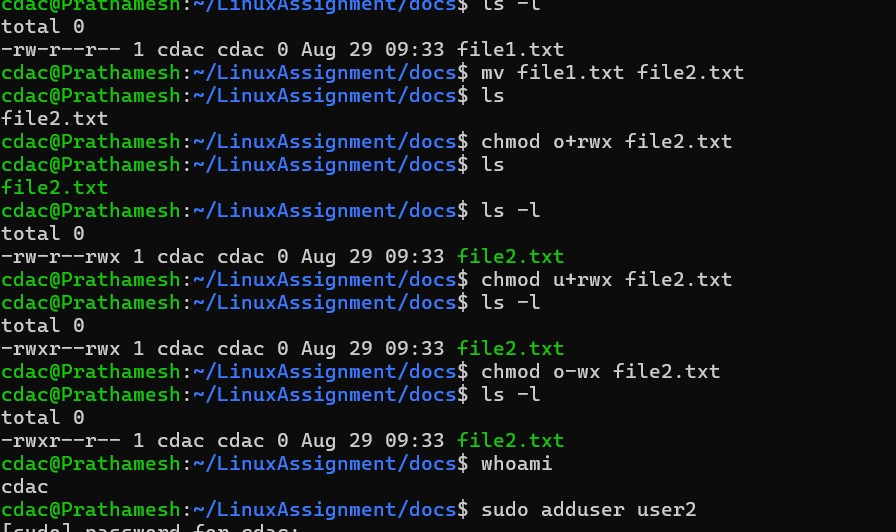 cdac@Prathamesh:~/LinuxAssignment/docs$ ls -l
total 0
-rw-r--r-- 1 cdac cdac 0 Aug 29 09:33 file1.txt
cdac@Prathamesh:~/LinuxAssignment/docs$ mv file1.txt file2.txt
cdac@Prathamesh:~/LinuxAssignment/docs$ ls
file2.txt
cdac@Prathamesh:~/LinuxAssignment/docs$ chmod o+rwx file2.txt
cdac@Prathamesh:~/LinuxAssignment/docs$ ls
file2.txt
cdac@Prathamesh:~/LinuxAssignment/docs$ ls -l
total 0
-rw-r--rwx 1 cdac cdac 0 Aug 29 09:33 file2.txt
cdac@Prathamesh:~/LinuxAssignment/docs$ chmod u+rwx file2.txt
cdac@Prathamesh:~/LinuxAssignment/docs$ ls -l
total 0
-rwxr--rwx 1 cdac cdac 0 Aug 29 09:33 file2.txt
cdac@Prathamesh:~/LinuxAssignment/docs$ chmod o-wx file2.txt
cdac@Prathamesh:~/LinuxAssignment/docs$ ls -l
total 0
-rwxr--r-- 1 cdac cdac 0 Aug 29 09:33 file2.txt
cdac@Prathamesh:~/LinuxAssignment/docs$ whoami
cdac
cdac@Prathamesh:~/LinuxAssignment/docs$ sudo adduser user2
[sudo] password for cdac: